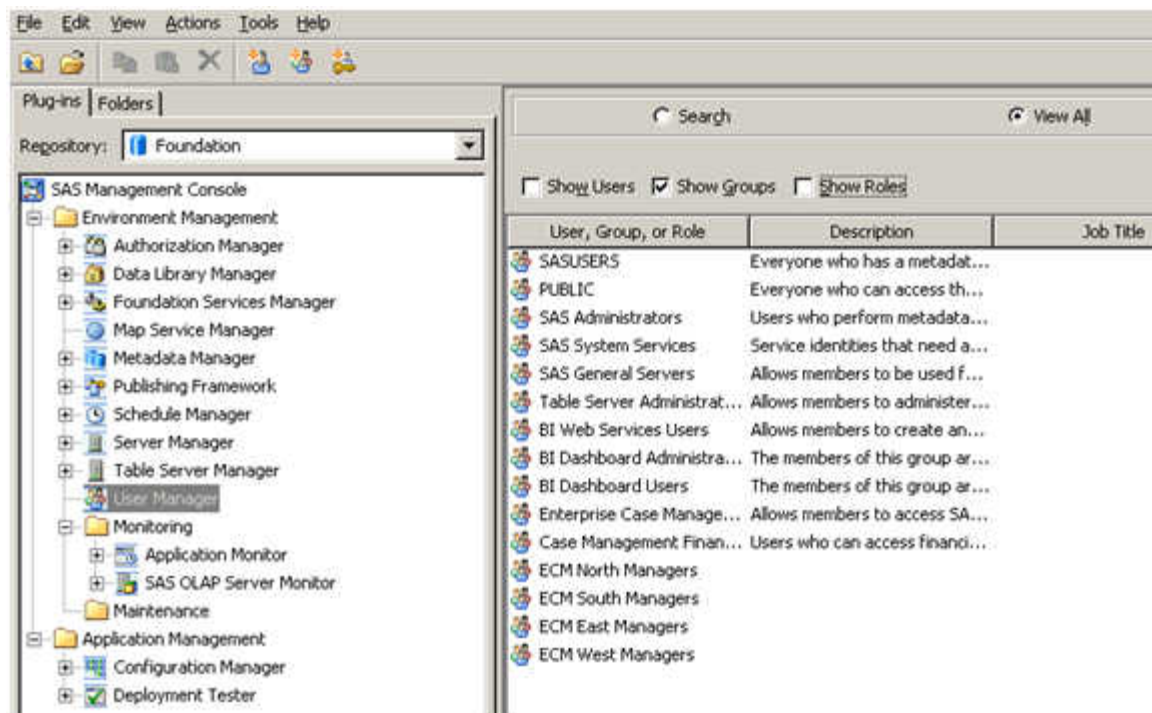 File Edit View Actions Tools Help
Plug-ins Folders
Repository: Foundation
SAS Management Console
Environment Management
Authorization Manager
Data Library Manager
Foundation Services Manager
Map Service Manager
Metadata Manager
Publishing Framework
Schedule Manager
Server Manager
Table Server Manager
User Manager
Monitoring
Application Monitor
SAS OLAP Server Monitor
Maintenance
Application Management
Configuration Manager
Deployment Tester
Search View All
Show Users Show Groups Show Roles
User, Group, or Role Description Job Title
SASUSERS Everyone who has a metadat...
PUBLIC Everyone who can access th...
SAS Administrators Users who perform metadata...
SAS System Services Service identities that need a...
SAS General Servers Allows members to be used f...
Table Server Administrat... Allows members to administer...
BI Web Services Users Allows members to create an...
BI Dashboard Administra... The members of this group ar...
BI Dashboard Users The members of this group ar...
Enterprise Case Manage... Allows members to access SA...
Case Management Finan... Users who can access financi...
ECM North Managers
ECM South Managers
ECM East Managers
ECM West Managers